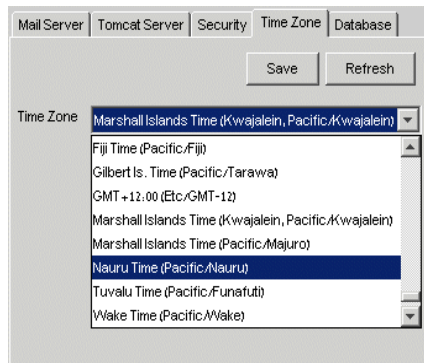 Mail Server Tomcat Server Security Time Zone Database
Save Refresh
Time Zone Marshall Islands Time (Kwajalein, Pacific/Kwajalein)
Fiji Time (Pacific/Fiji)
Gilbert Is. Time (Pacific/Tarawa)
GMT+12:00 (Etc/GMT-12)
Marshall Islands Time (Kwajalein, Pacific/Kwajalein)
Marshall Islands Time (Pacific/Majuro)
Nauru Time (Pacific/Nauru)
Tuvalu Time (Pacific/Funafuti)
Wake Time (Pacific/Wake)